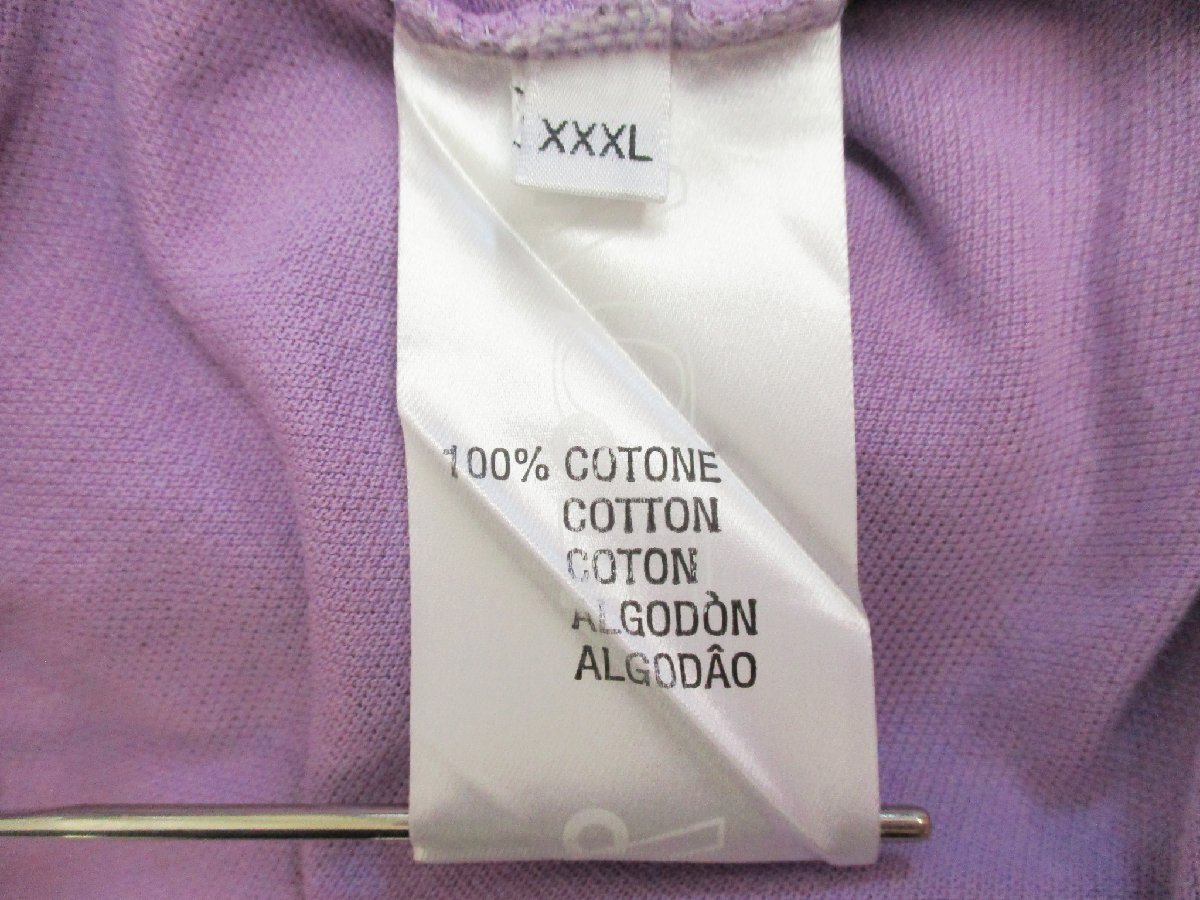 XXXL
100% COTONE
COTTON
COTON
ALGODÒN
ALGODÂO